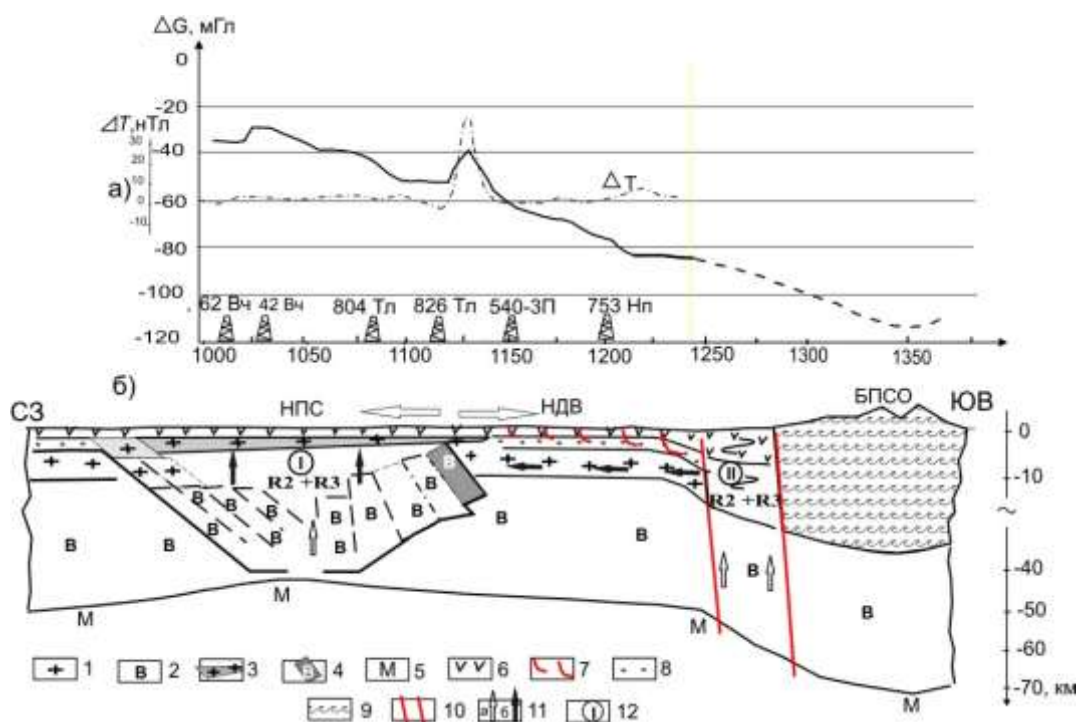 △G, мГл
0
-20
⊿T,нТл
30
-40
20
10
а)
0
-60
△T
-10
-80
-100
62 Вч 42 Вч 804 Тл 826 Тл 540-ЗП 753 Нп
-120
1000 1050 1100 1150 1200 1250 1300 1350
б)
СЗ НПС НДВ БПСО ЮВ
0
I II
-10
R2 +R3 R2 +R3
В В В В В В В В
~
В В В В В
-40
М М М В
-50
-60
-70, км
М
+ 1 В 2 3 В 4 М 5 v v 6 7 8
9 10 а б 11 I 12